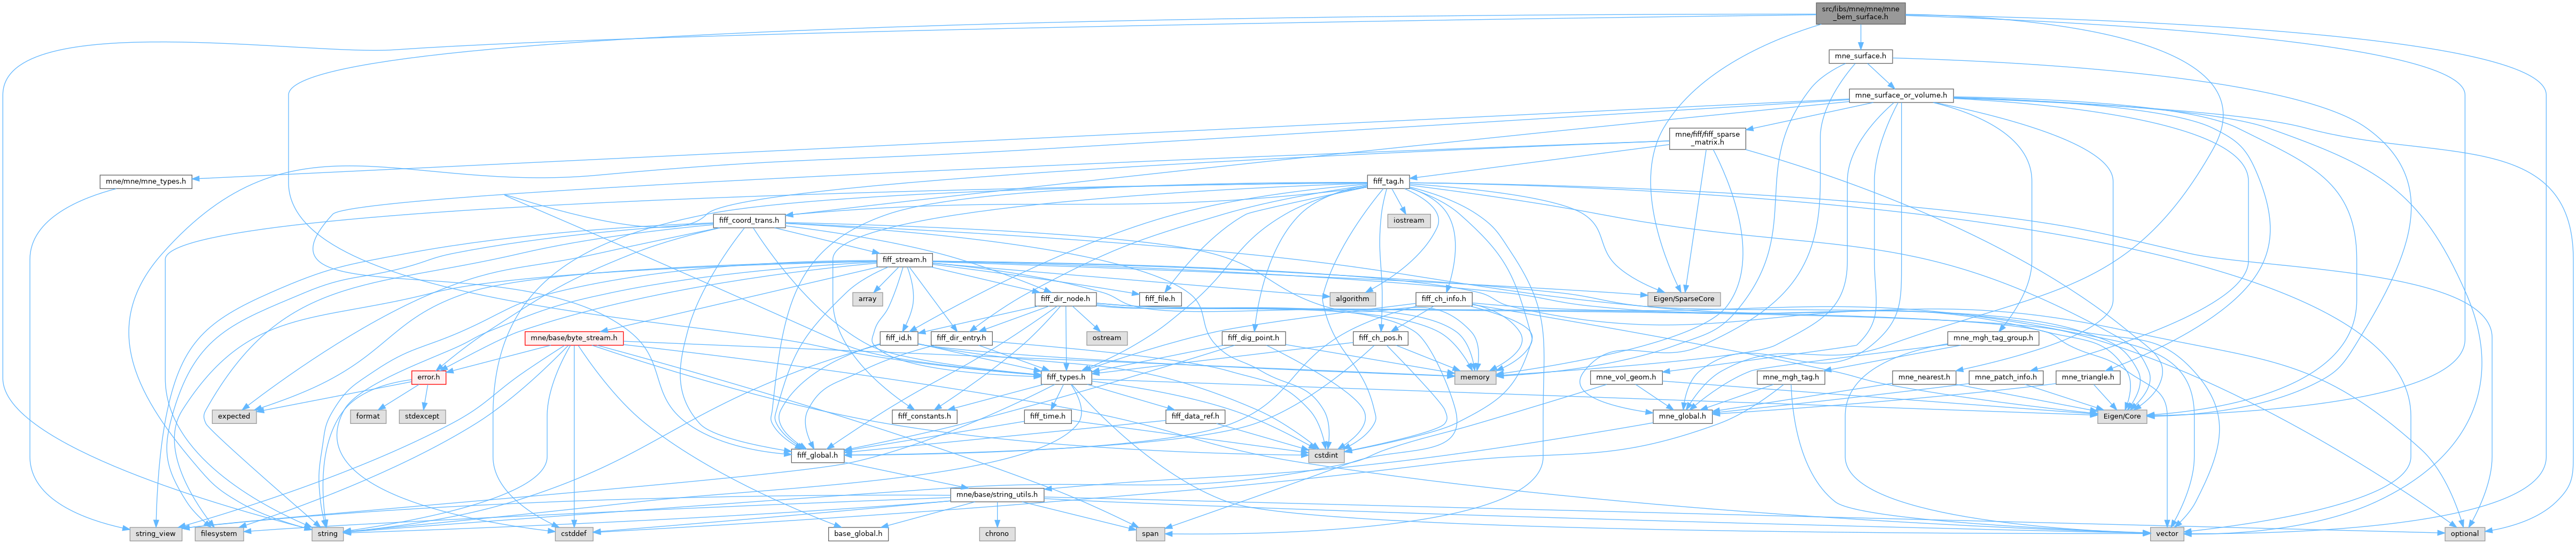 src/libs/mne/mne/mne
_bem_surface.h
mne_surface.h
mne_surface_or_volume.h
mne/fiff/fiff_sparse
_matrix.h
mne/mne/mne_types.h
fiff_tag.h
fiff_coord_trans.h
iostream
fiff_stream.h
array
fiff_dir_node.h
fiff_file.h
algorithm
fiff_ch_info.h
Eigen/SparseCore
mne/base/byte_stream.h
fiff_id.h
fiff_dir_entry.h
ostream
fiff_dig_point.h
fiff_ch_pos.h
mne_mgh_tag_group.h
error.h
fiff_types.h
memory
mne_vol_geom.h
mne_mgh_tag.h
mne_nearest.h
mne_patch_info.h
mne_triangle.h
expected
format
stdexcept
fiff_constants.h
fiff_time.h
fiff_data_ref.h
mne_global.h
Eigen/Core
fiff_global.h
cstdint
mne/base/string_utils.h
string_view
filesystem
string
cstddef
base_global.h
chrono
span
vector
optional